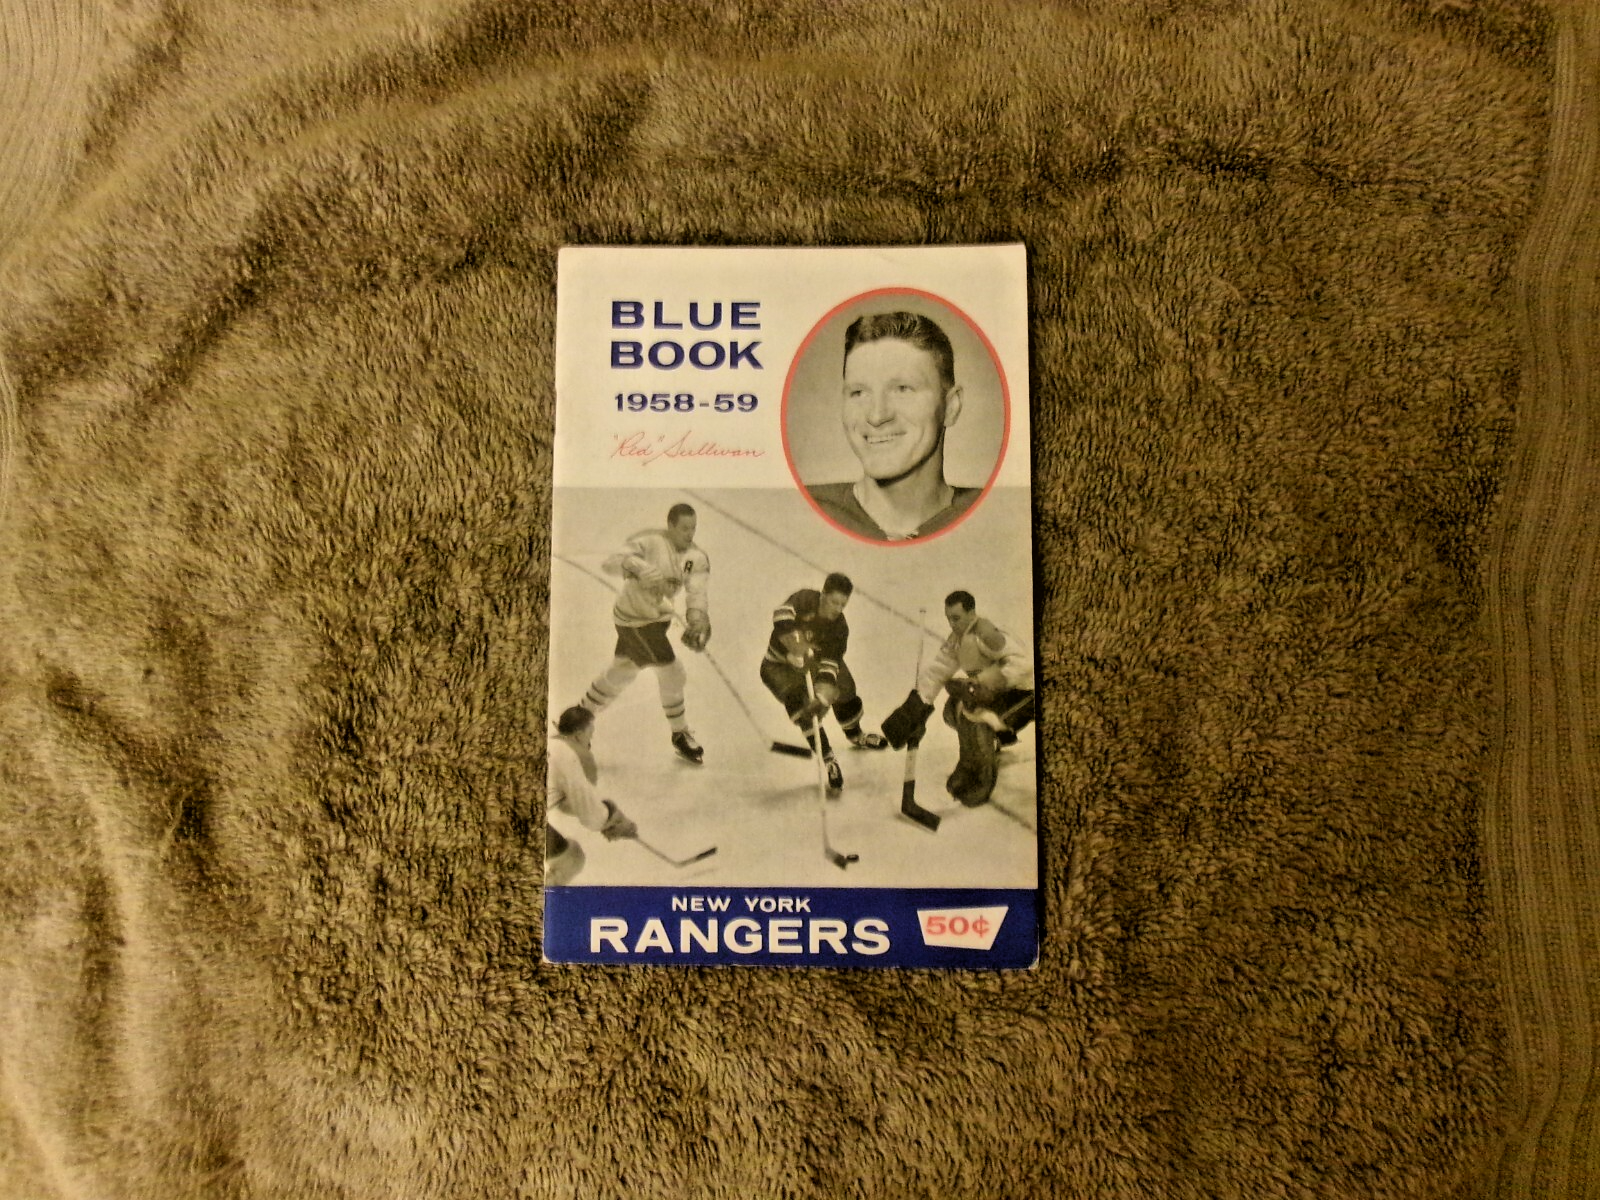 BLUE
BOOK
1958-59
"Red" Sullivan
NEW YORK
RANGERS
50¢